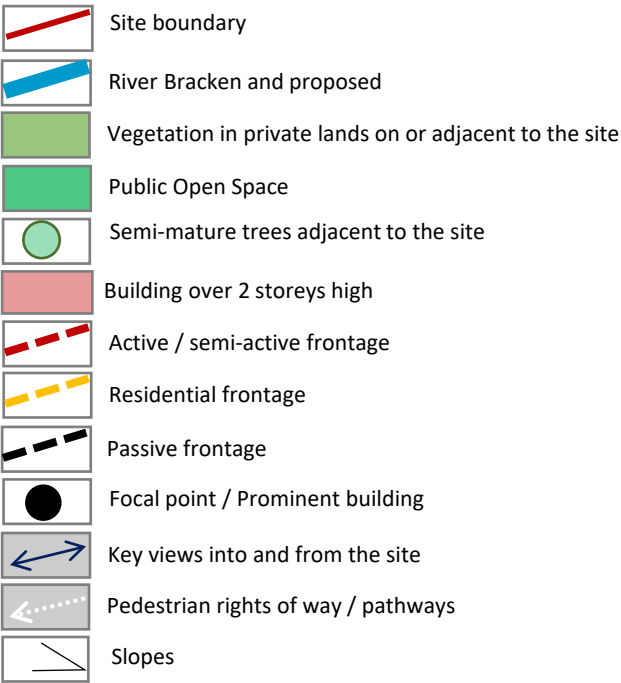 Site boundary
River Bracken and proposed
Vegetation in private lands on or adjacent to the site
Public Open Space
Semi-mature trees adjacent to the site
Building over 2 storeys high
Active / semi-active frontage
Residential frontage
Passive frontage
Focal point / Prominent building
Key views into and from the site
Pedestrian rights of way / pathways
Slopes